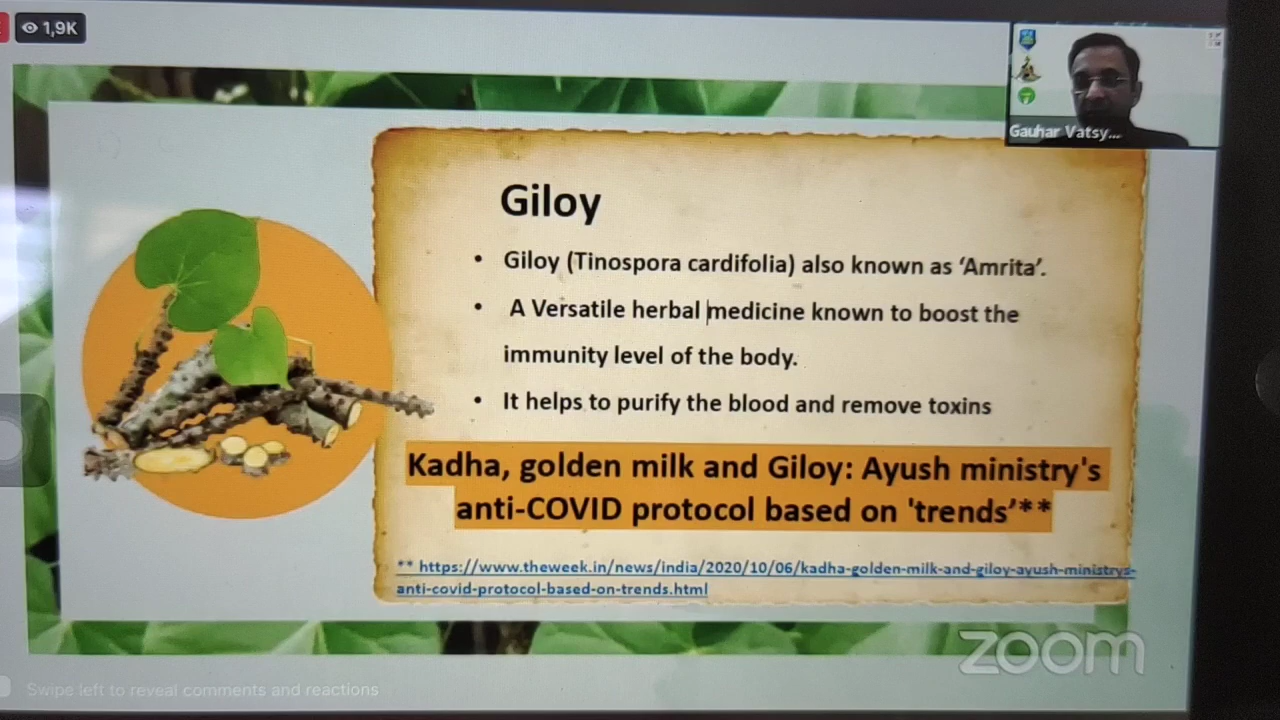 1,9K
Gauhar Vatsy...
Giloy
• Giloy (Tinospora cardifolia) also known as ‘Amrita’.
• A Versatile herbal medicine known to boost the
immunity level of the body.
• It helps to purify the blood and remove toxins
Kadha, golden milk and Giloy: Ayush ministry's
anti-COVID protocol based on 'trends’**
** https://www.theweek.in/news/india/2020/10/06/kadha-golden-milk-and-giloy-ayush-ministrys-
anti-covid-protocol-based-on-trends.html
zoom
Swipe left to reveal comments and reactions